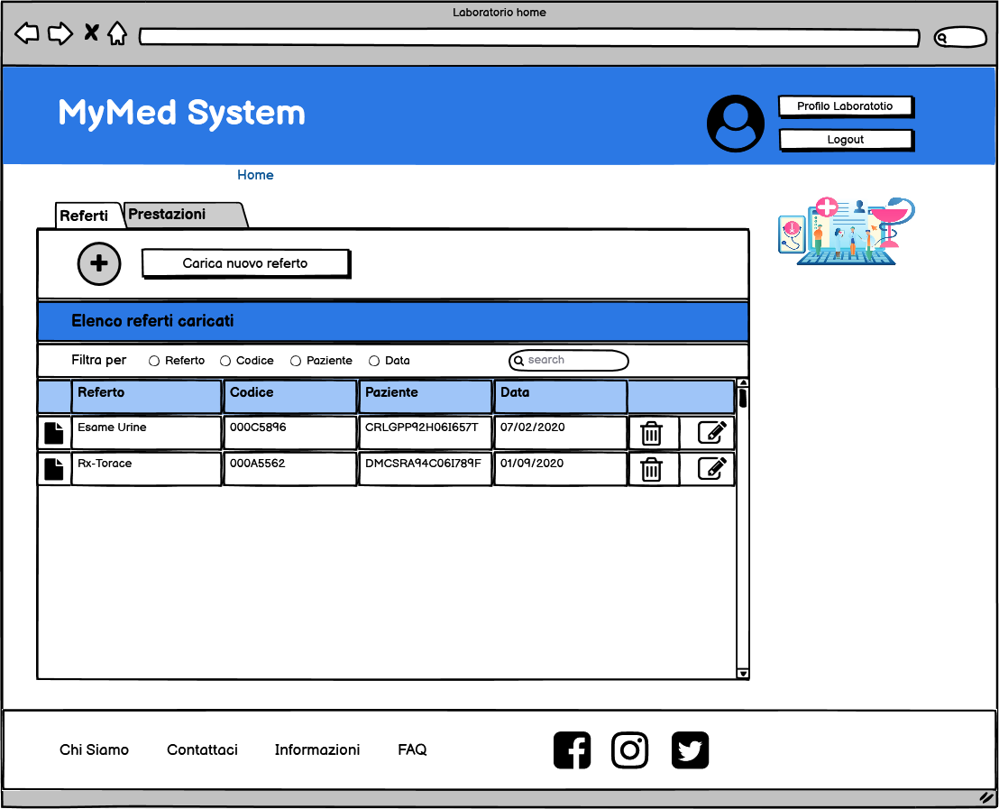 Laboratorio home
MyMed System
Profilo Laboratotio
Logout
Home
Referti
Prestazioni
Carica nuovo referto
Elenco referti caricati
Filtra per Referto Codice Paziente Data search
Referto Codice Paziente Data
Esame Urine 000C5896 CRLGPP92H06I657T 07/02/2020
Rx-Torace 000A5562 DMCSRA94C06I789F 01/09/2020
Chi Siamo Contattaci Informazioni FAQ